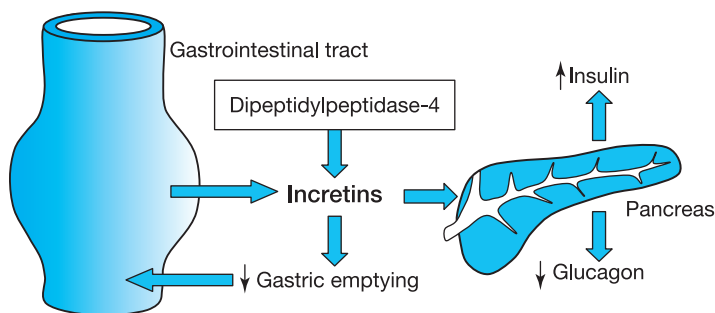 Gastrointestinal tract
Dipeptidylpeptidase-4
Incretins
Gastric emptying
Insulin
Pancreas
Glucagon